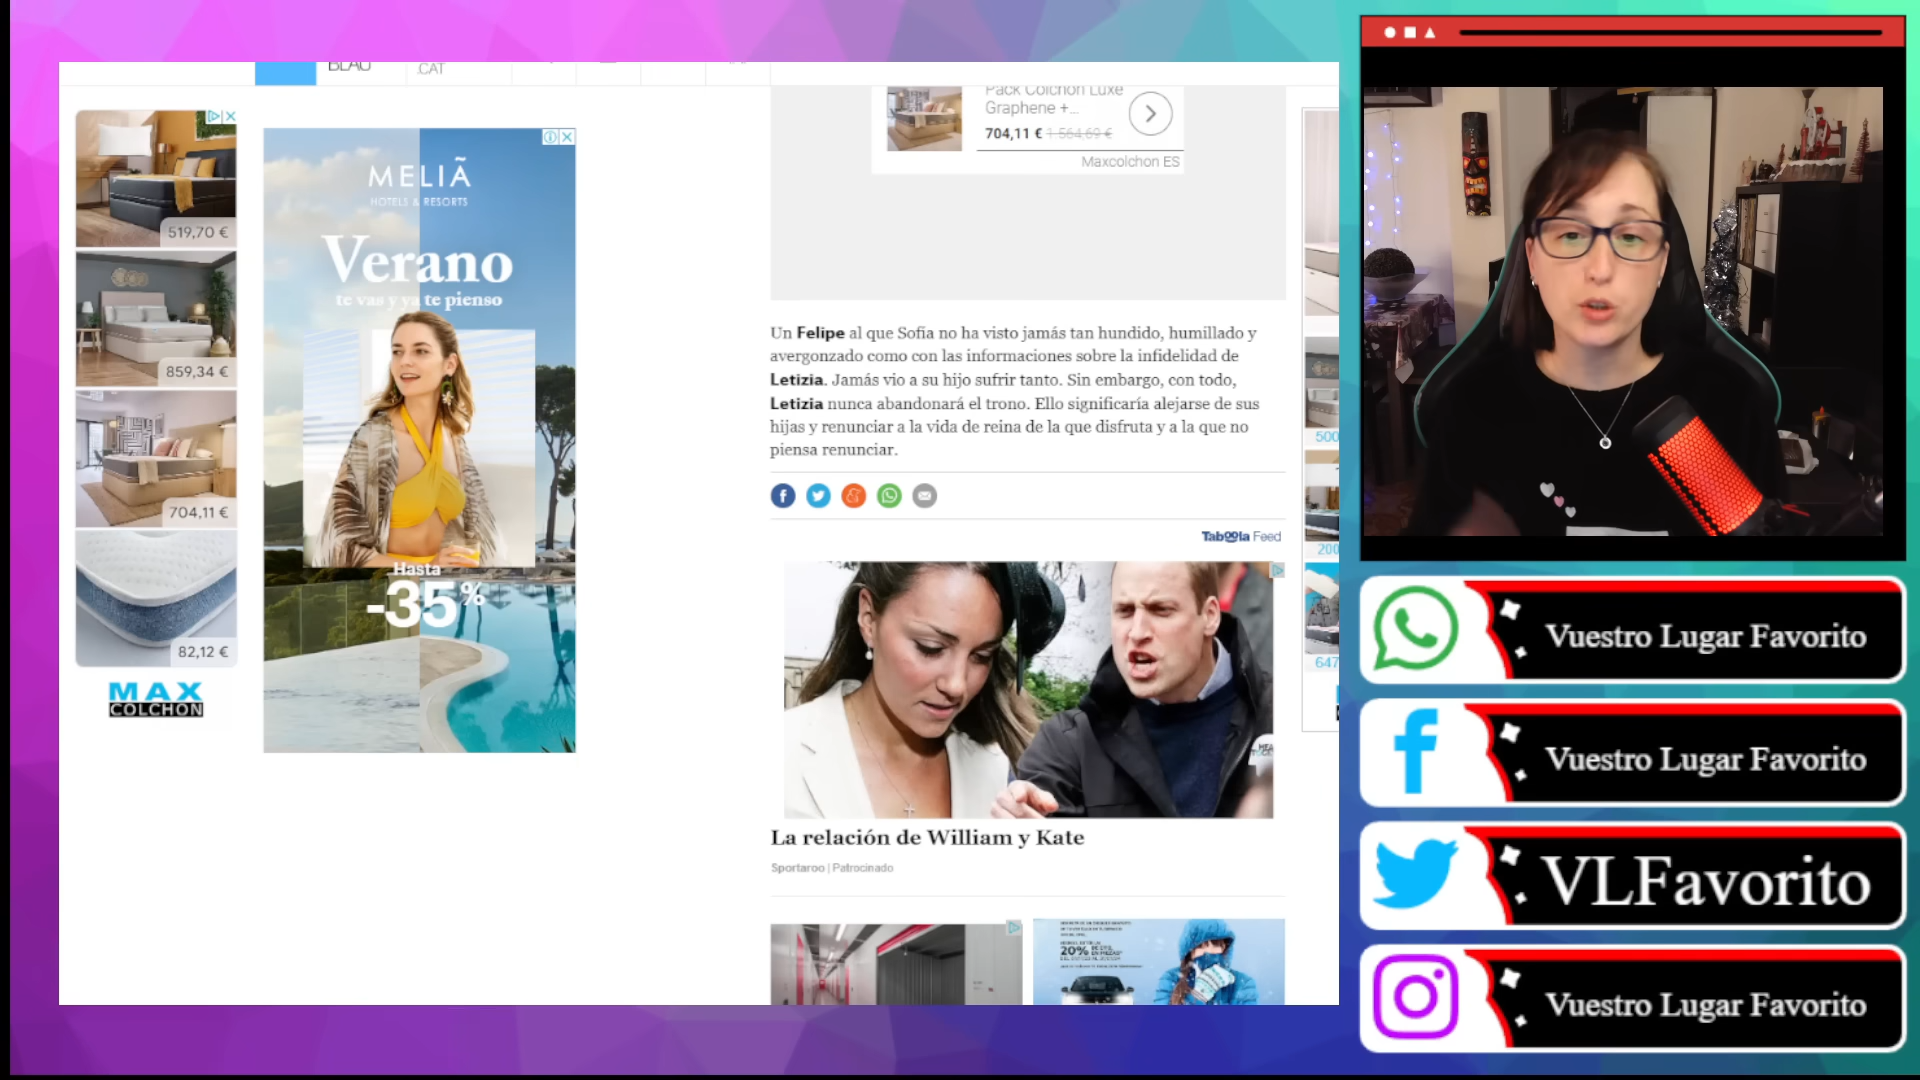 BLAU
.CAT
519,70 €
859,34 €
704,11 €
82,12 €
MAX
COLCHON
MELIÃ
HOTELS & RESORTS
Verano
te vas y ya te pienso
Hasta
-35%
Pack Colchon Luxe
Graphene +...
704,11 € 1.564,69 €
Maxcolchon ES
Un Felipe al que Sofía no ha visto jamás tan hundido, humillado y
avergonzado como con las informaciones sobre la infidelidad de
Letizia. Jamás vio a su hijo sufrir tanto. Sin embargo, con todo,
Letizia nunca abandonará el trono. Ello significaría alejarse de sus
hijas y renunciar a la vida de reina de la que disfruta y a la que no
piensa renunciar.
Taboola Feed
La relación de William y Kate
Sportaroo | Patrocinado
20%
500
200
647
Vuestro Lugar Favorito
Vuestro Lugar Favorito
VLFavorito
Vuestro Lugar Favorito